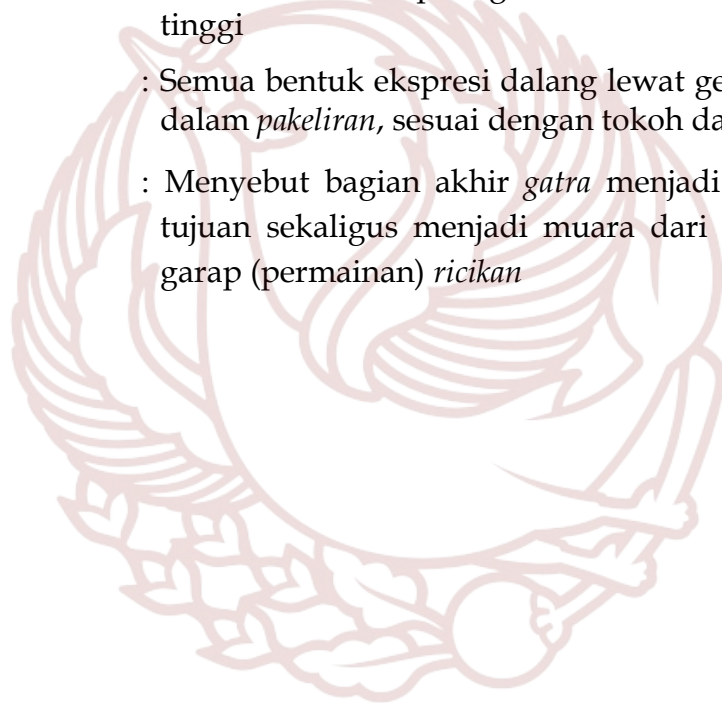 tinggi
: Semua bentuk ekspresi dalang lewat ge
dalam pakeliran, sesuai dengan tokoh da
: Menyebut bagian akhir gatra menjadi
tujuan sekaligus menjadi muara dari
garap (permainan) ricikan